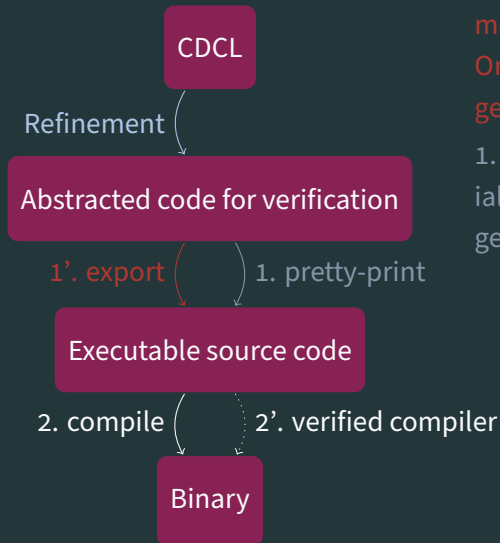 CDCL
Refinement
Abstracted code for verification
1’. export
1. pretty-print
Executable source code
2. compile
2’. verified compiler
Binary
1.